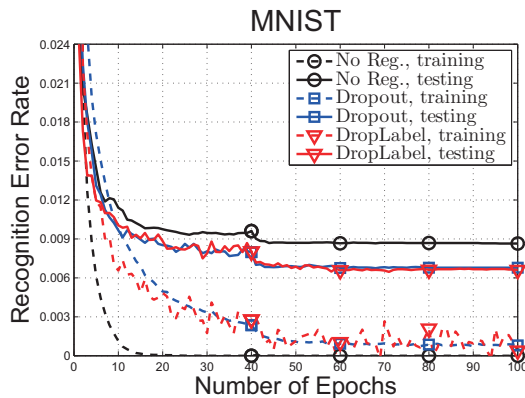 MNIST
Recognition Error Rate
0.024
0.021
0.018
0.015
0.012
0.009
0.006
0.003
0
No Reg., training
No Reg., testing
Dropout, training
Dropout, testing
DropLabel, training
DropLabel, testing
0 10 20 30 40 50 60 70 80 90 100
Number of Epochs